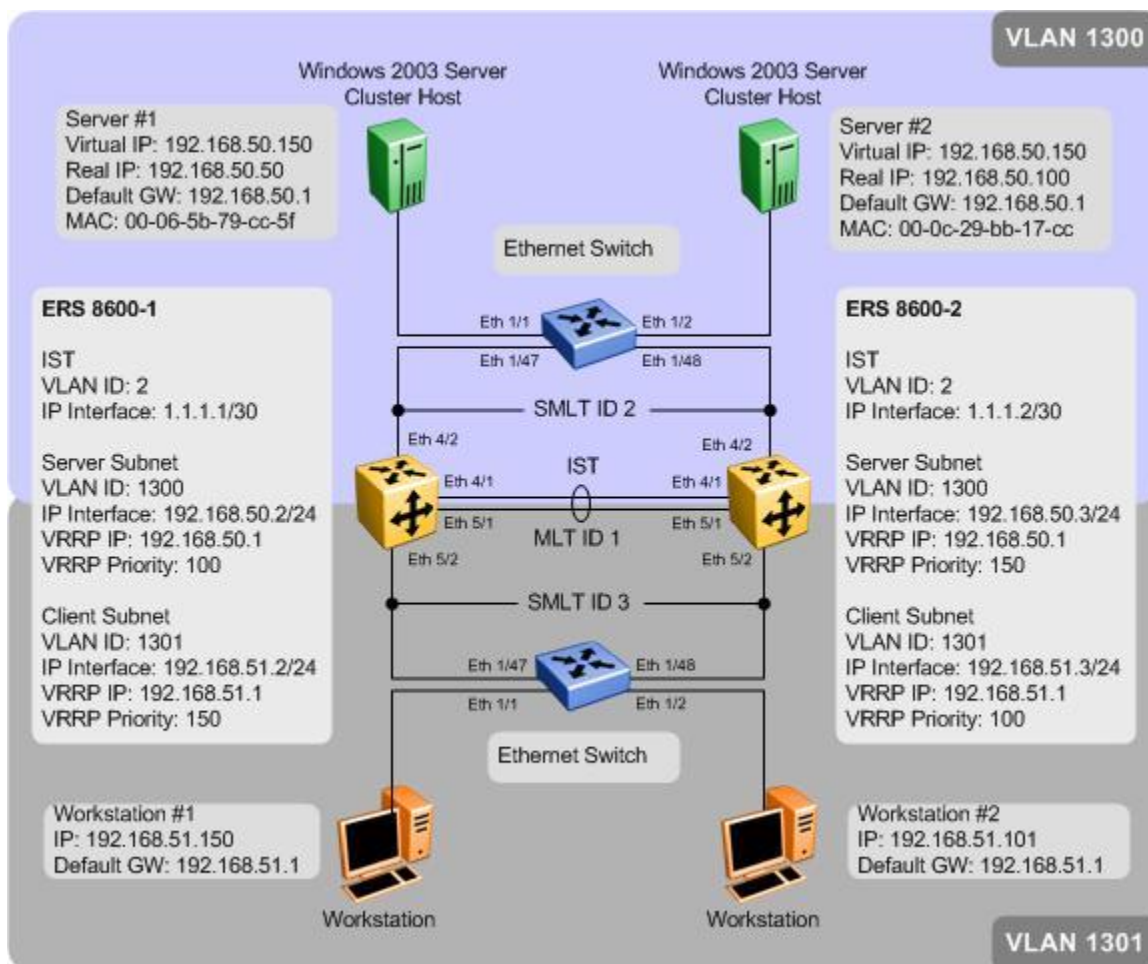 VLAN 1300
Windows 2003 Server
Cluster Host
Windows 2003 Server
Cluster Host
Server #1
Virtual IP: 192.168.50.150
Real IP: 192.168.50.50
Default GW: 192.168.50.1
MAC: 00-06-5b-79-cc-5f
Server #2
Virtual IP: 192.168.50.150
Real IP: 192.168.50.100
Default GW: 192.168.50.1
MAC: 00-0c-29-bb-17-cc
Ethernet Switch
Eth 1/1
Eth 1/2
Eth 1/47
Eth 1/48
ERS 8600-1
IST
VLAN ID: 2
IP Interface: 1.1.1.1/30
Server Subnet
VLAN ID: 1300
IP Interface: 192.168.50.2/24
VRRP IP: 192.168.50.1
VRRP Priority: 100
Client Subnet
VLAN ID: 1301
IP Interface: 192.168.51.2/24
VRRP IP: 192.168.51.1
VRRP Priority: 150
SMLT ID 2
Eth 4/2
Eth 4/2
IST
Eth 4/1
Eth 4/1
Eth 5/1
Eth 5/1
MLT ID 1
Eth 5/2
Eth 5/2
SMLT ID 3
ERS 8600-2
IST
VLAN ID: 2
IP Interface: 1.1.1.2/30
Server Subnet
VLAN ID: 1300
IP Interface: 192.168.50.3/24
VRRP IP: 192.168.50.1
VRRP Priority: 150
Client Subnet
VLAN ID: 1301
IP Interface: 192.168.51.3/24
VRRP IP: 192.168.51.1
VRRP Priority: 100
Eth 1/47
Eth 1/48
Eth 1/1
Eth 1/2
Ethernet Switch
Workstation #1
IP: 192.168.51.150
Default GW: 192.168.51.1
Workstation #2
IP: 192.168.51.101
Default GW: 192.168.51.1
Workstation
Workstation
VLAN 1301